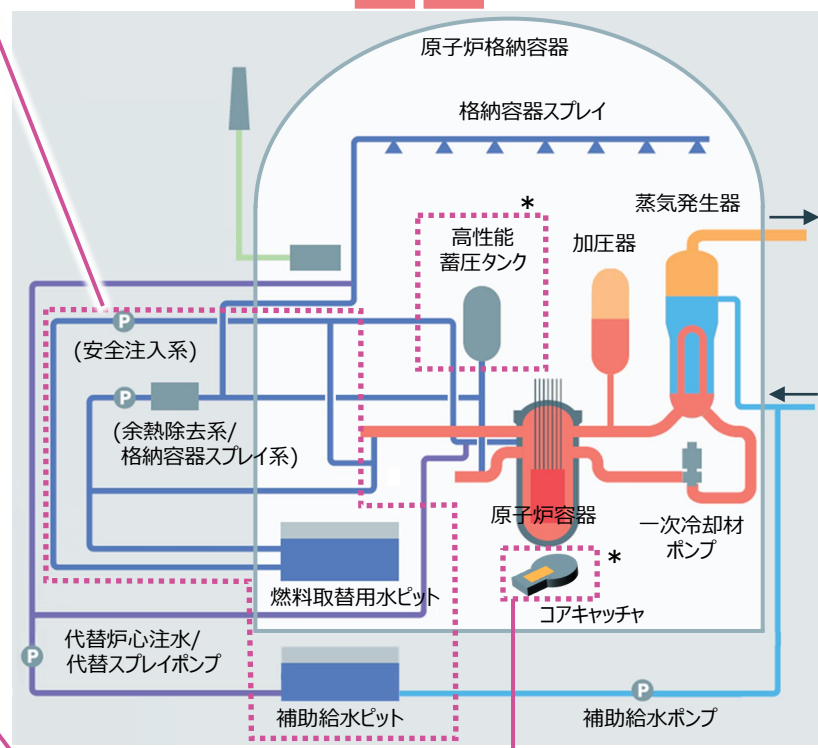 原子炉格納容器
格納容器スプレイ
*
蒸気発生器
高性能
蓄圧タンク
加圧器
P
(安全注入系)
P
(余熱除去系/
格納容器スプレイ系)
原子炉容器
一次冷却材
ポンプ
*
燃料取替用水ピット
コアキャッチャ
代替炉心注水/
代替スプレイポンプ
P
P
補助給水ピット
補助給水ポンプ